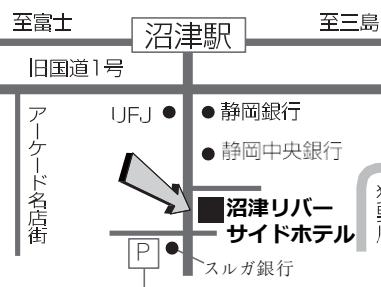 至富士
沼津駅
至三島
旧国道1号
アーケード名店街
UFJ
静岡銀行
静岡中央銀行
沼津リバー
サイドホテル
P
スルガ銀行